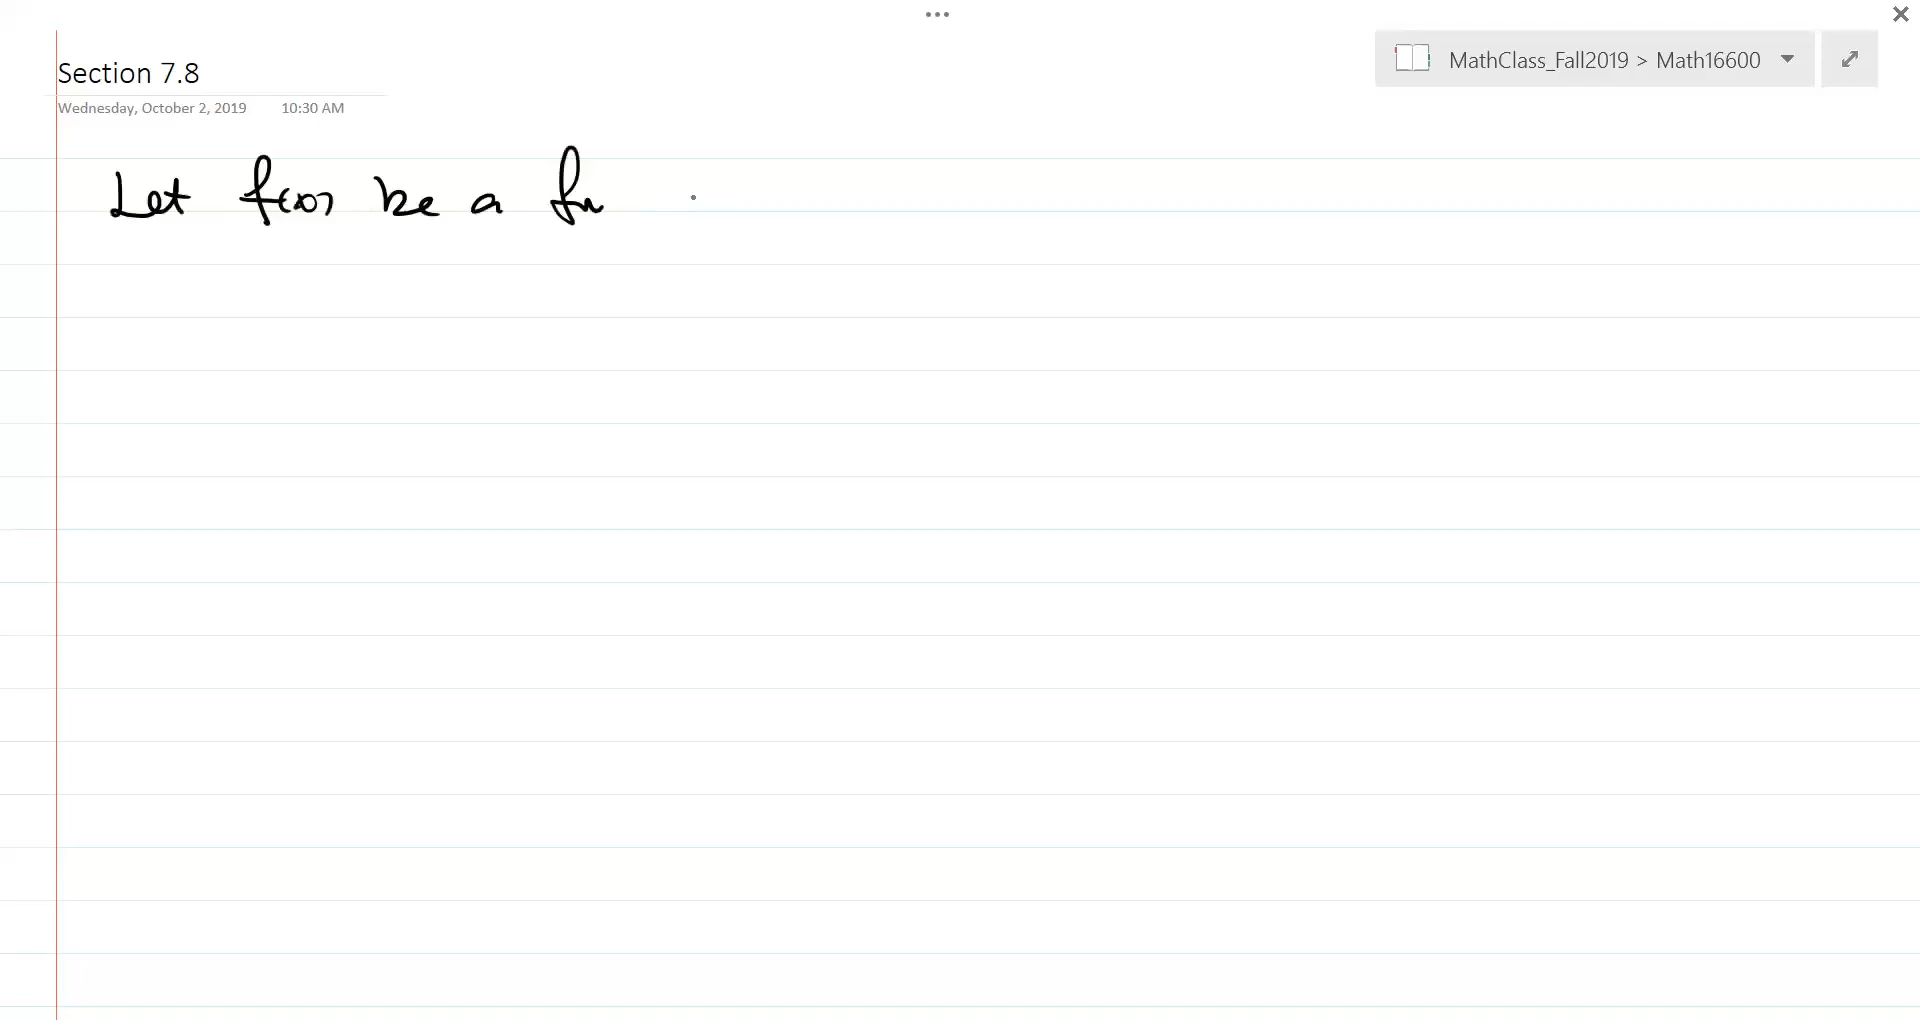 MathClass_Fall2019 > Math16600
Section 7.8
Wednesday, October 2, 2019 10:30 AM
Let f(x) be a fn